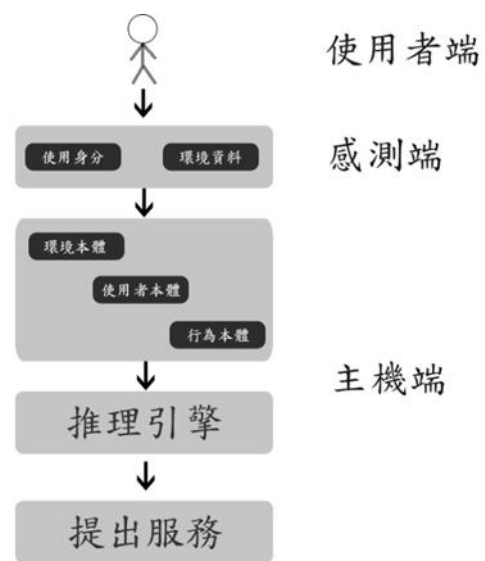 使用者端
使用身分 環境資料
感測端
環境本體
使用者本體
行為本體
主機端
推理引擎
提出服務